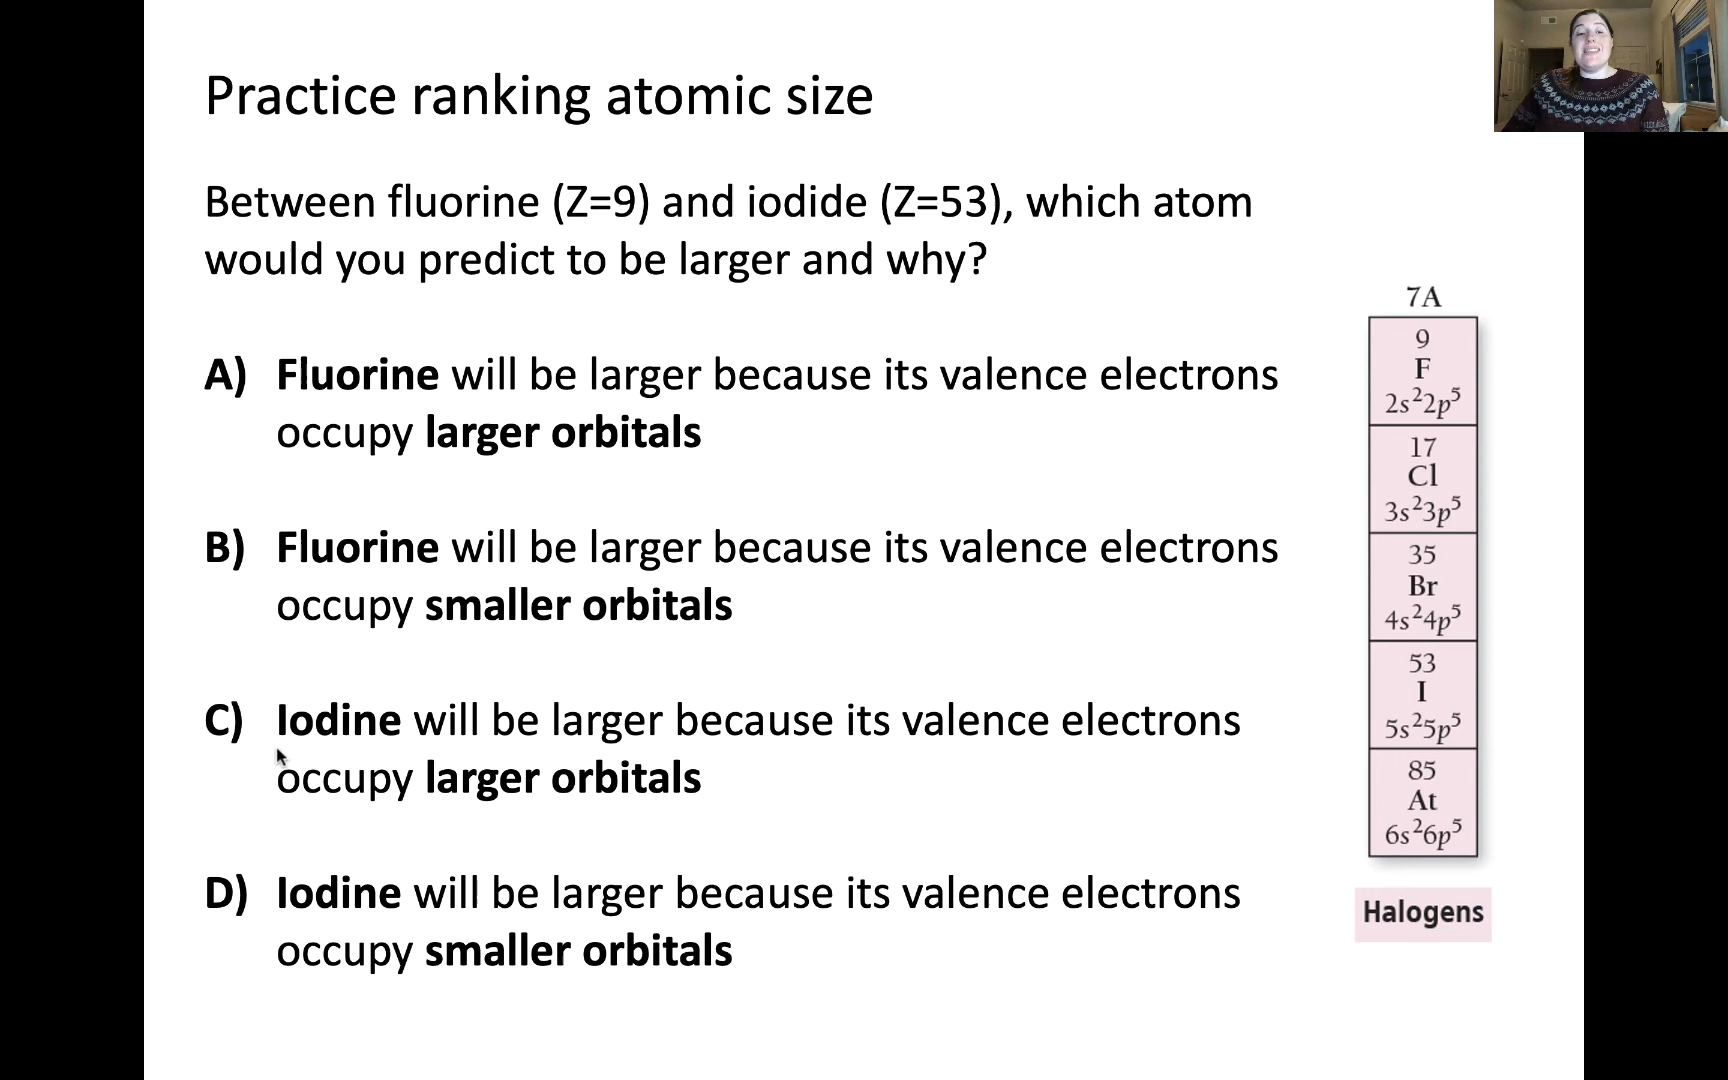 Practice ranking atomic size
Between fluorine (Z=9) and iodide (Z=53), which atom
would you predict to be larger and why?
A) Fluorine will be larger because its valence electrons
occupy larger orbitals
B) Fluorine will be larger because its valence electrons
occupy smaller orbitals
C) Iodine will be larger because its valence electrons
occupy larger orbitals
D) Iodine will be larger because its valence electrons
occupy smaller orbitals
7A
9
F
2s²2p⁵
17
Cl
3s²3p⁵
35
Br
4s²4p⁵
53
I
5s²5p⁵
85
At
6s²6p⁵
Halogens